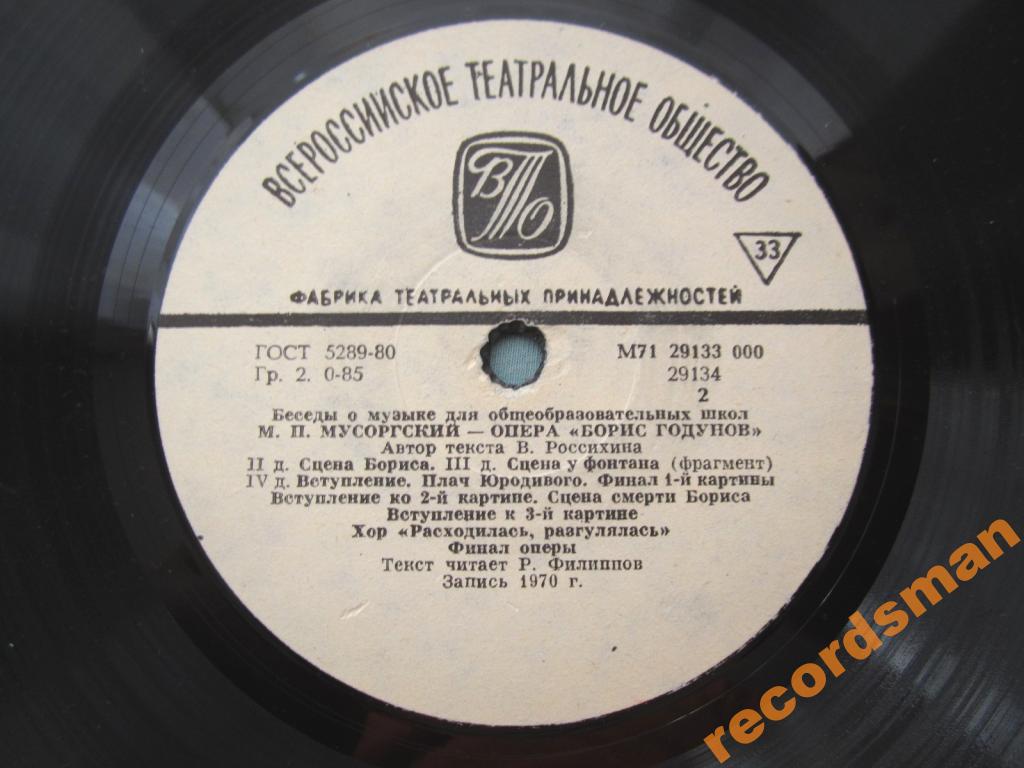 ВСЕРОССИЙСКОЕ ТЕАТРАЛЬНОЕ ОБЩЕСТВО
ВТО
33
ФАБРИКА ТЕАТРАЛЬНЫХ ПРИНАДЛЕЖНОСТЕЙ
ГОСТ 5289-80 М71 29133 000
Гр. 2. 0-85 29134
2
Беседы о музыке для общеобразовательных школ
М. П. МУСОРГСКИЙ — ОПЕРА «БОРИС ГОДУНОВ»
Автор текста В. Россихина
II д. Сцена Бориса. III д. Сцена у фонтана (фрагмент)
IV д. Вступление. Плач Юродивого. Финал 1-й картины
Вступление ко 2-й картине. Сцена смерти Бориса
Вступление к 3-й картине
Хор «Расходилась, разгулялась»
Финал оперы
Текст читает Р. Филиппов
Запись 1970 г.
recordsman